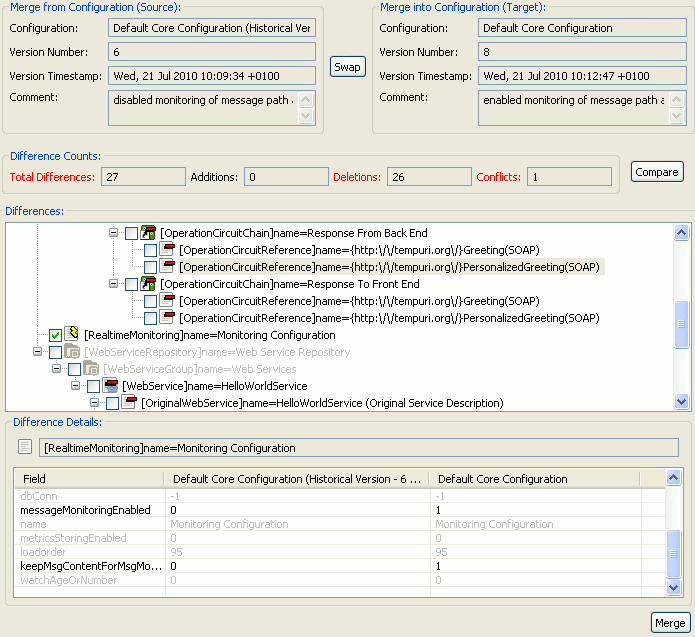 Merge from Configuration (Source):
Configuration: Default Core Configuration (Historical Ver
Version Number: 6
Version Timestamp: Wed, 21 Jul 2010 10:09:34 +0100
Comment: disabled monitoring of message path
Swap
Merge into Configuration (Target):
Configuration: Default Core Configuration
Version Number: 8
Version Timestamp: Wed, 21 Jul 2010 10:12:47 +0100
Comment: enabled monitoring of message path a
Difference Counts:
Total Differences: 27 Additions: 0 Deletions: 26 Conflicts: 1
Compare
Differences:
[OperationCircuitChain]name=Response From Back End
[OperationCircuitReference]name={http:\/\/tempuri.org\/}Greeting(SOAP)
[OperationCircuitReference]name={http:\/\/tempuri.org\/}PersonalizedGreeting(SOAP)
[OperationCircuitChain]name=Response To Front End
[OperationCircuitReference]name={http:\/\/tempuri.org\/}Greeting(SOAP)
[OperationCircuitReference]name={http:\/\/tempuri.org\/}PersonalizedGreeting(SOAP)
[RealtimeMonitoring]name=Monitoring Configuration
[WebServiceRepository]name=Web Service Repository
[WebServiceGroup]name=Web Services
[WebService]name=HelloWorldService
[OriginalWebService]name=HelloWorldService (Original Service Description)
Difference Details:
[RealtimeMonitoring]name=Monitoring Configuration
Field Default Core Configuration (Historical Version - 6 ... Default Core Configuration
dbConn -1 -1
messageMonitoringEnabled 0 1
name Monitoring Configuration Monitoring Configuration
metricsStoringEnabled 0 0
loadorder 95 95
keepMsgContentForMsgMo... 0 1
watchAgeOrNumber 0 0
Merge